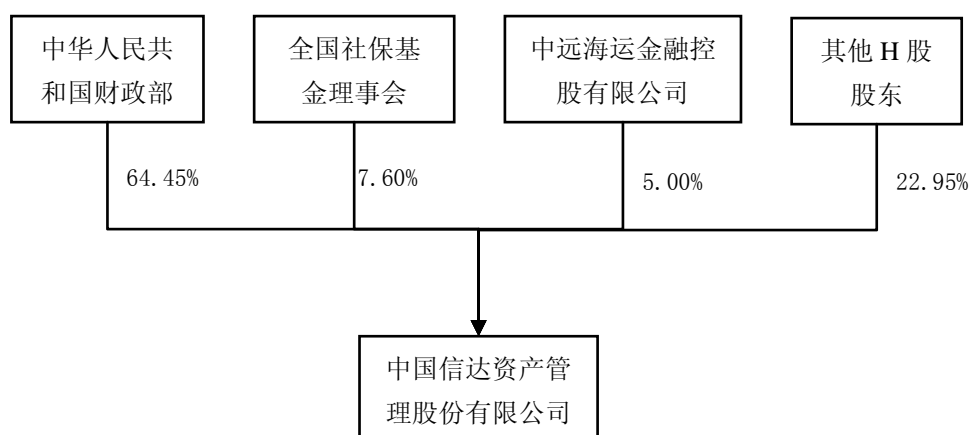 中华人民共
和国财政部
全国社保基
金理事会
中远海运金融控
股有限公司
其他 H 股
股东
64.45%
7.60%
5.00%
22.95%
中国信达资产管
理股份有限公司